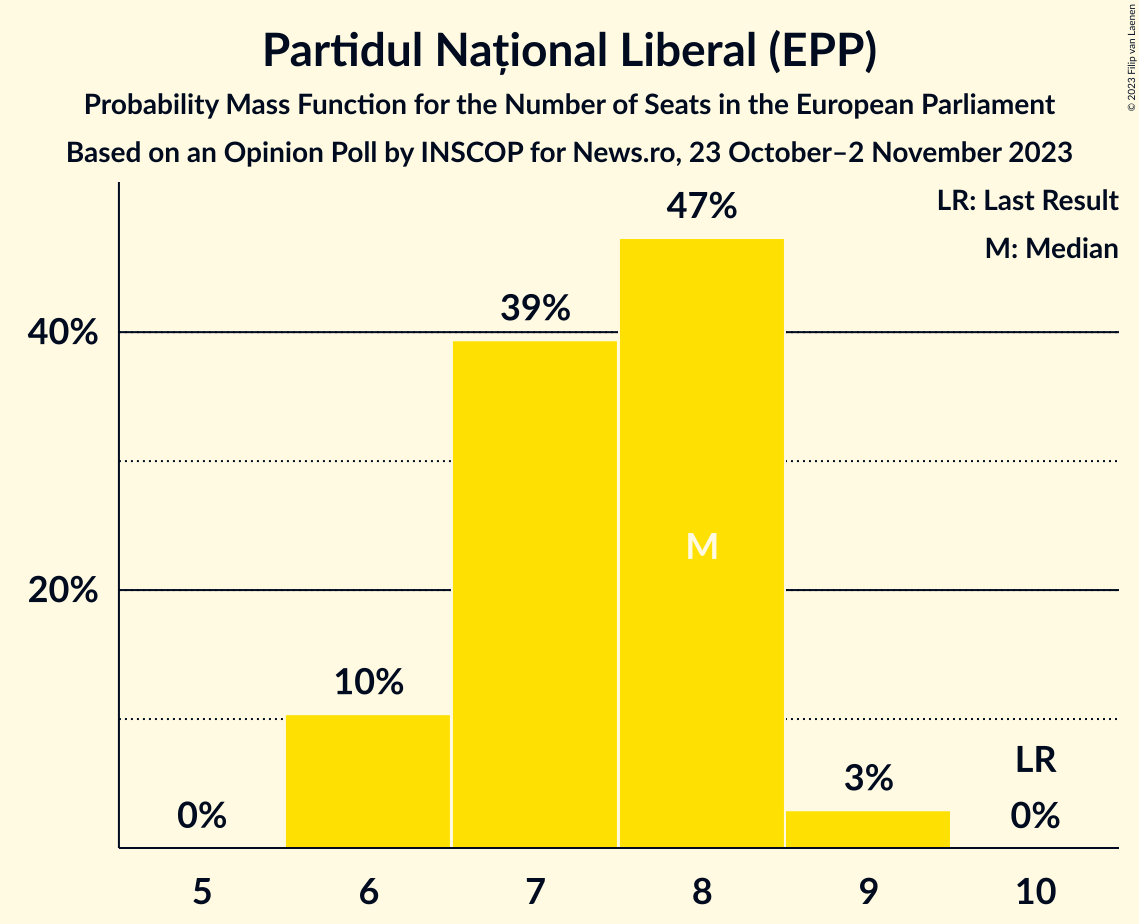 Partidul Național Liberal (EPP)
Probability Mass Function for the Number of Seats in the European Parliament
Based on an Opinion Poll by INSCOP for News.ro, 23 October–2 November 2023
© 2023 Filip van Laenen
LR: Last Result
M: Median
47%
39%
40%
M
20%
10%
3%
LR
0%
0%
5 6 7 8 9 10